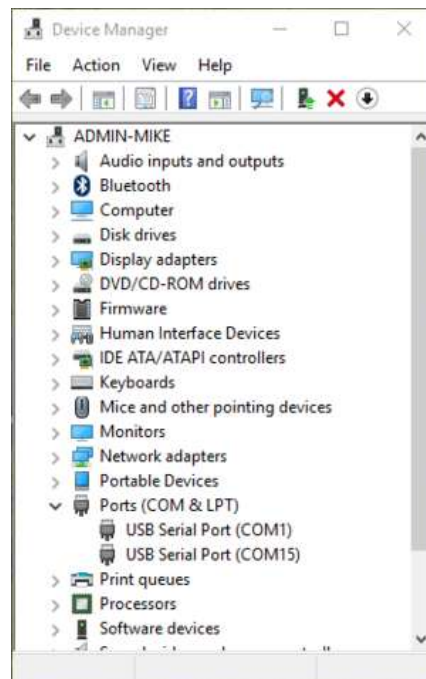 Device Manager
File Action View Help
ADMIN-MIKE
Audio inputs and outputs
Bluetooth
Computer
Disk drives
Display adapters
DVD/CD-ROM drives
Firmware
Human Interface Devices
IDE ATA/ATAPI controllers
Keyboards
Mice and other pointing devices
Monitors
Network adapters
Portable Devices
Ports (COM & LPT)
USB Serial Port (COM1)
USB Serial Port (COM15)
Print queues
Processors
Software devices